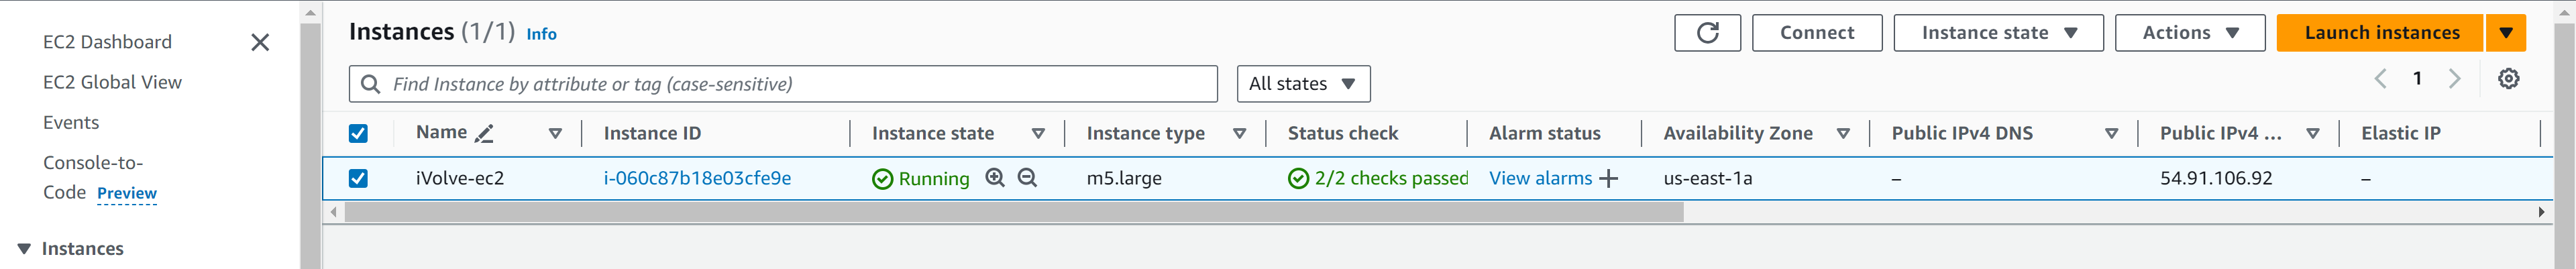 EC2 Dashboard
EC2 Global View
Events
Console-to-
Code Preview
Instances
Instances (1/1) Info
Connect
Instance state
Actions
Launch instances
Find Instance by attribute or tag (case-sensitive)
All states
1
Name Instance ID Instance state Instance type Status check Alarm status Availability Zone Public IPv4 DNS Public IPv4 ... Elastic IP
iVolve-ec2 i-060c87b18e03cfe9e Running m5.large 2/2 checks passed View alarms + us-east-1a – 54.91.106.92 –